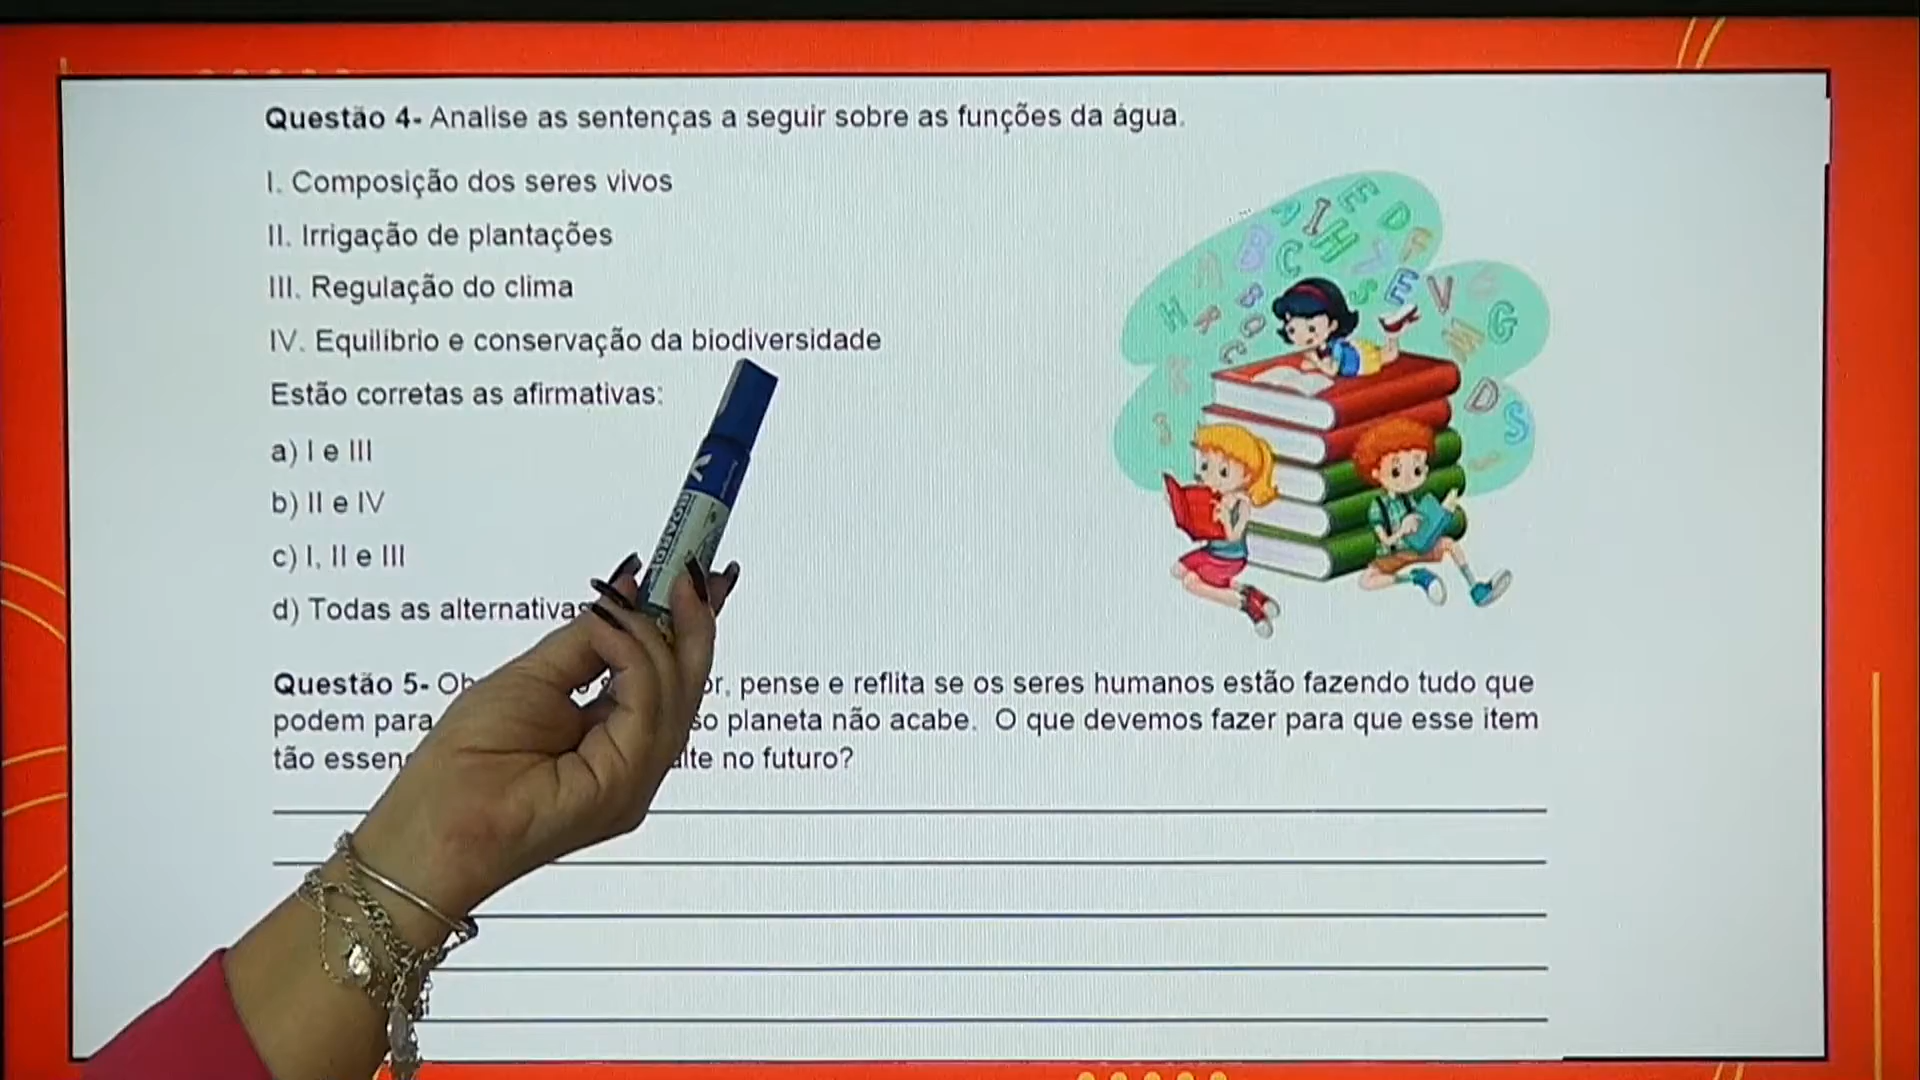 Questão 4- Analise as sentenças a seguir sobre as funções da água.
I. Composição dos seres vivos
II. Irrigação de plantações
III. Regulação do clima
IV. Equilíbrio e conservação da biodiversidade
Estão corretas as afirmativas:
a) I e III
b) II e IV
c) I, II e III
d) Todas as alternativas
Questão 5- pense e reflita se os seres humanos estão fazendo tudo que
podem para planeta não acabe. O que devemos fazer para que esse item
tão no futuro?